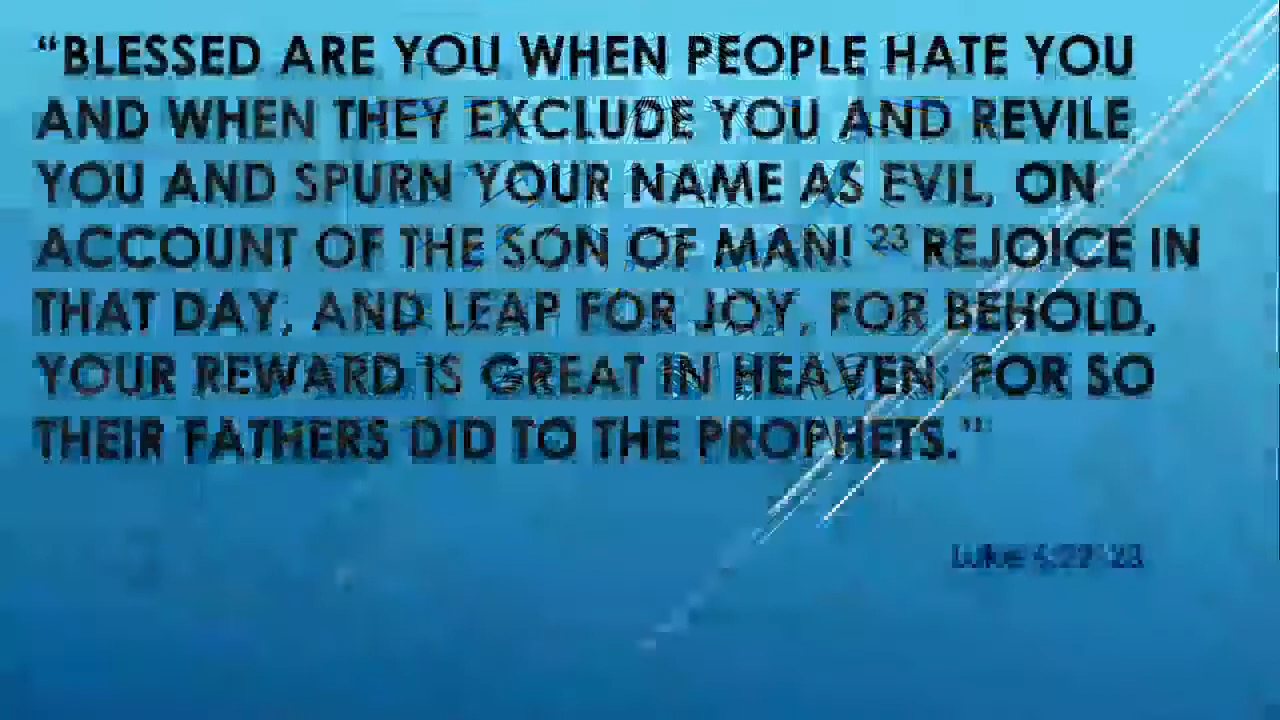 “BLESSED ARE YOU WHEN PEOPLE HATE YOU
AND WHEN THEY EXCLUDE YOU AND REVILE
YOU AND SPURN YOUR NAME AS EVIL, ON
ACCOUNT OF THE SON OF MAN! 23 REJOICE IN
THAT DAY, AND LEAP FOR JOY, FOR BEHOLD,
YOUR REWARD IS GREAT IN HEAVEN; FOR SO
THEIR FATHERS DID TO THE PROPHETS.”
Luke 6:22-23